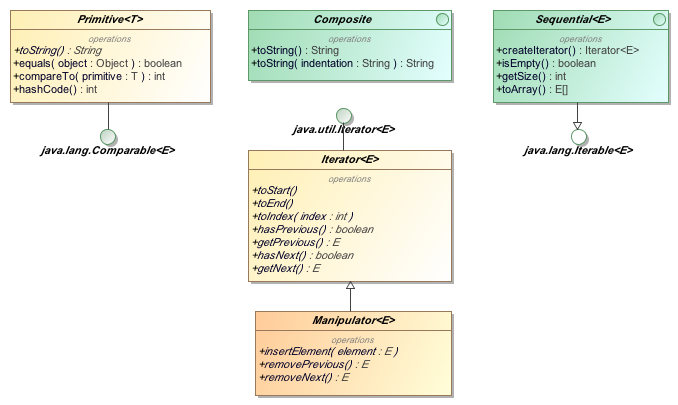 Primitive<T>
operations
+toString() : String
+equals( object : Object ) : boolean
+compareTo( primitive : T ) : int
+hashCode() : int
java.lang.Comparable<E>
Composite
operations
+toString() : String
+toString( indentation : String ) : String
Sequential<E>
operations
+createIterator() : Iterator<E>
+isEmpty() : boolean
+getSize() : int
+toArray() : E[]
java.lang.Iterable<E>
java.util.Iterator<E>
Iterator<E>
operations
+toStart()
+toEnd()
+toIndex( index : int )
+hasPrevious() : boolean
+getPrevious() : E
+hasNext() : boolean
+getNext() : E
Manipulator<E>
operations
+insertElement( element : E )
+removePrevious() : E
+removeNext() : E